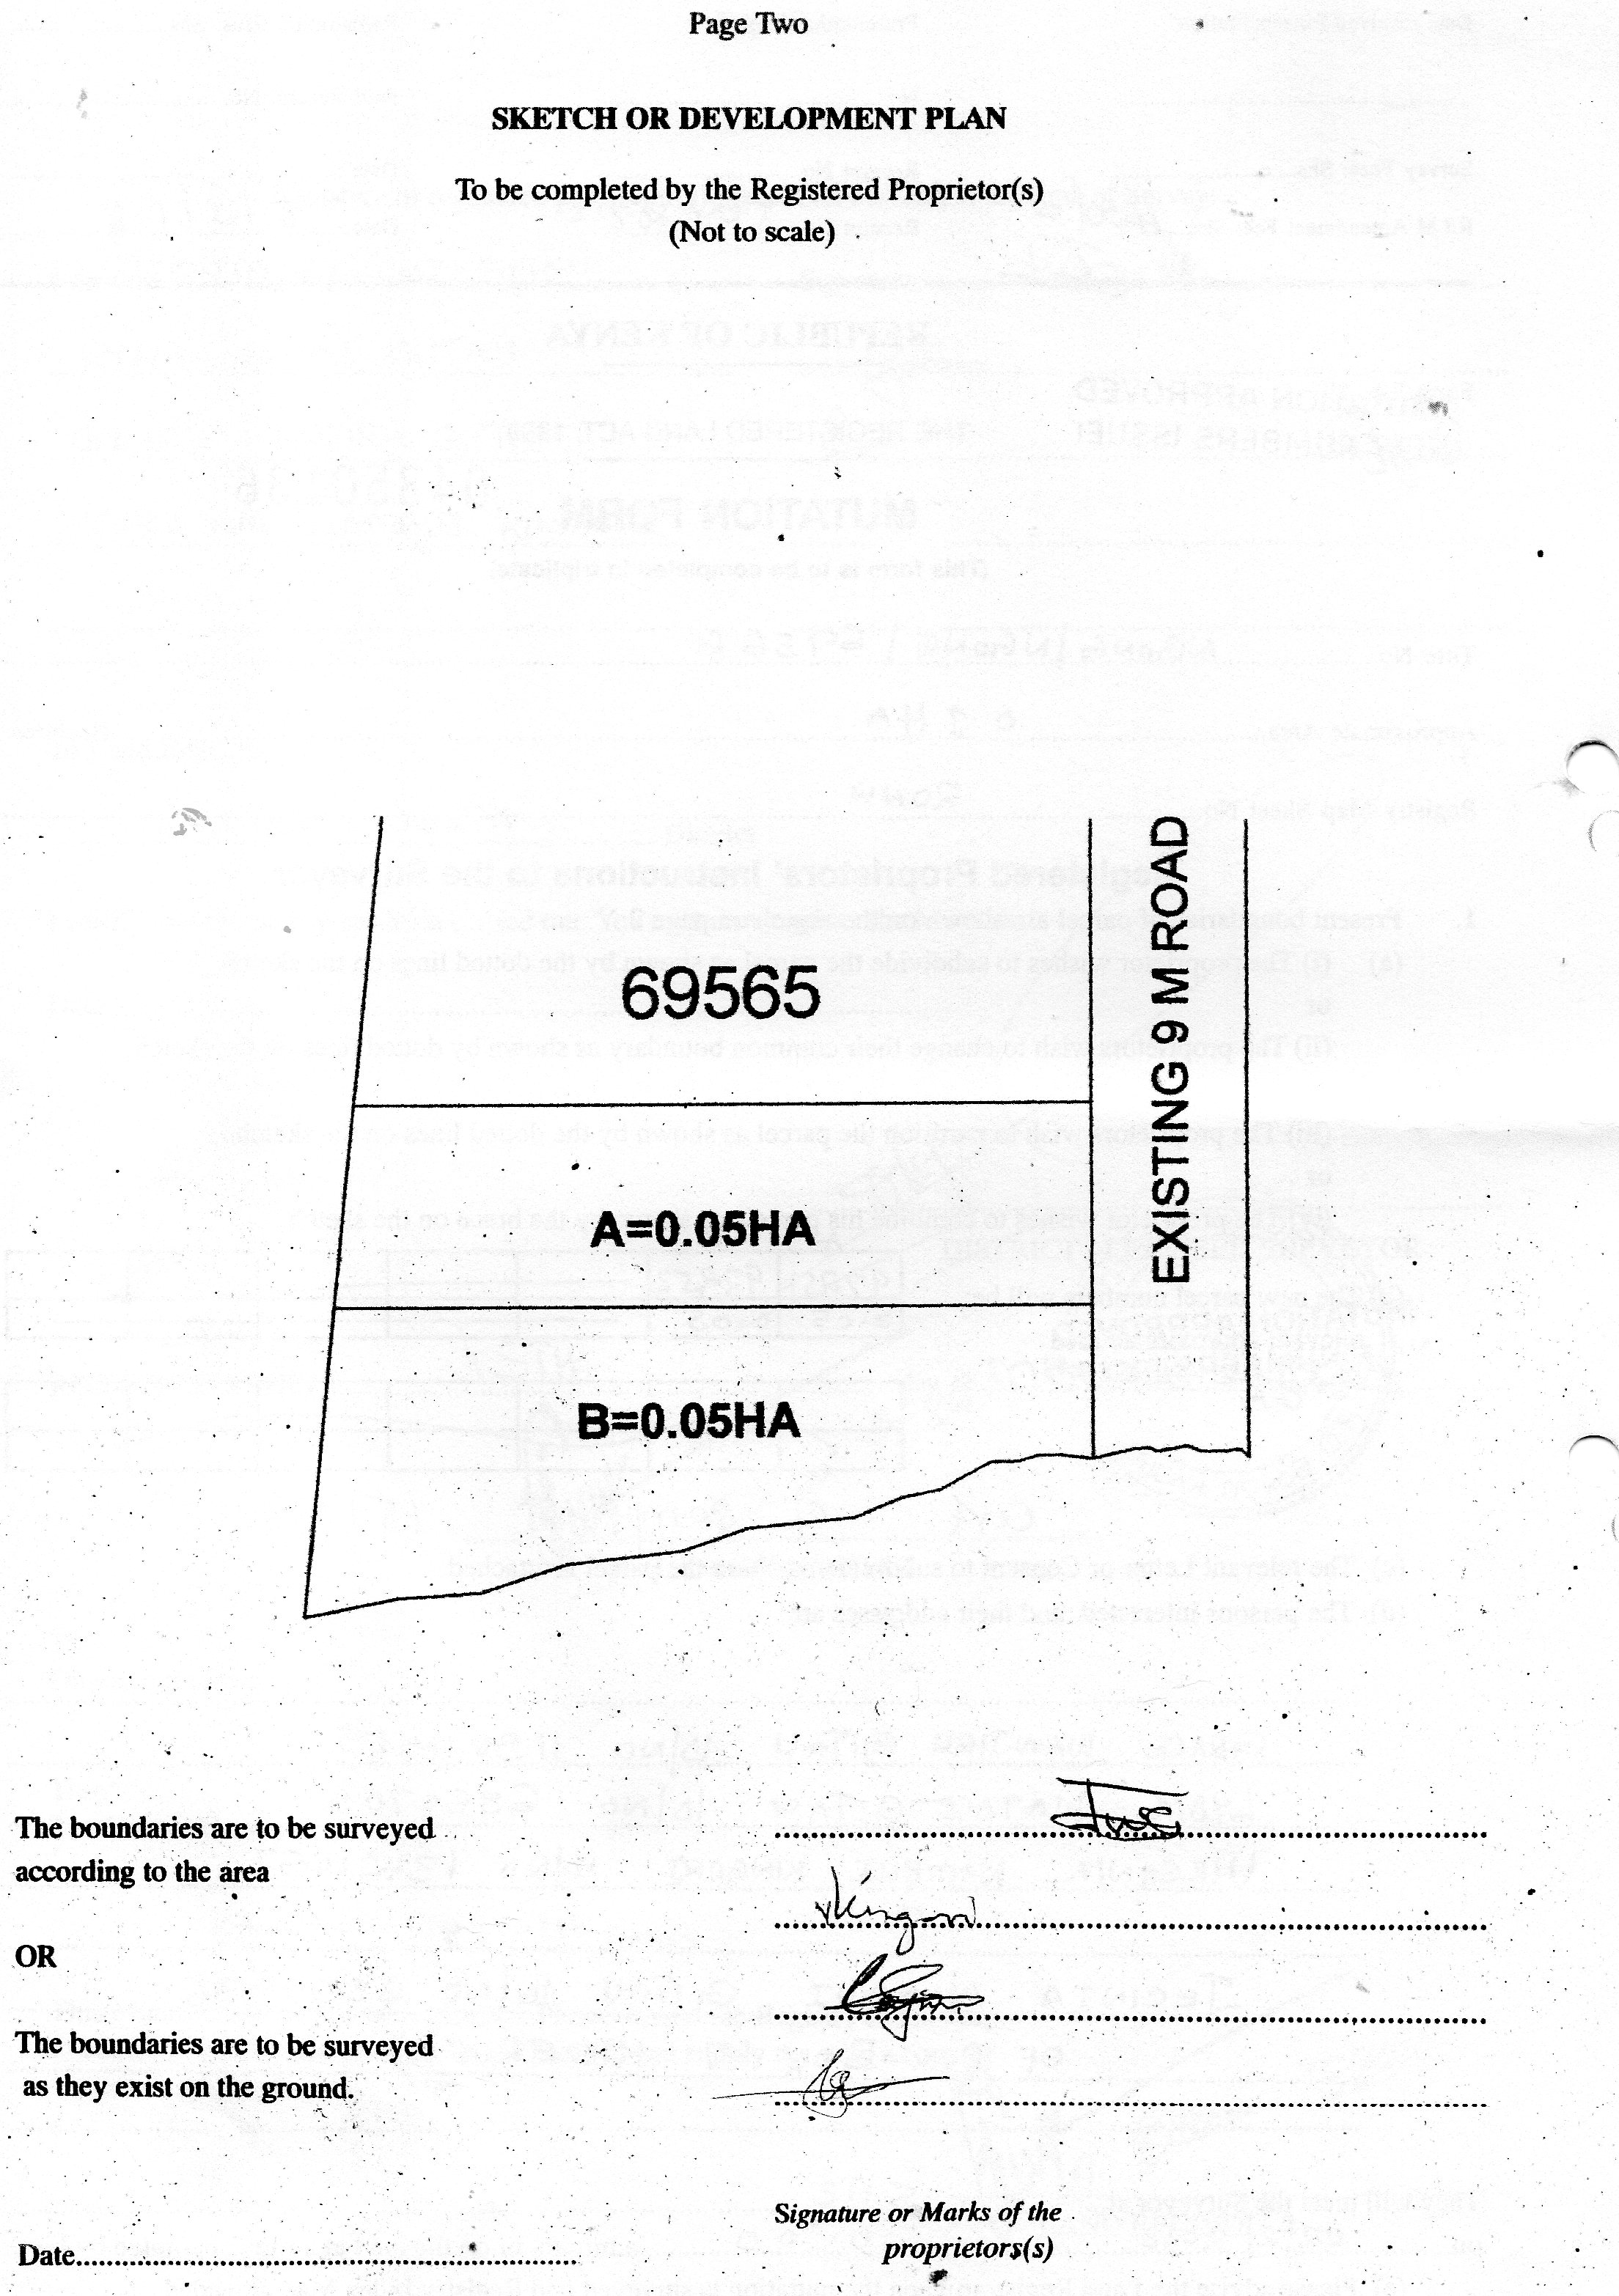 Page Two
SKETCH OR DEVELOPMENT PLAN
To be completed by the Registered Proprietor(s)
(Not to scale)
69565
EXISTING 9 M ROAD
A=0.05HA
B=0.05HA
The boundaries are to be surveyed
according to the area
OR
The boundaries are to be surveyed
as they exist on the ground.
Signature or Marks of the
proprietors(s)
Date